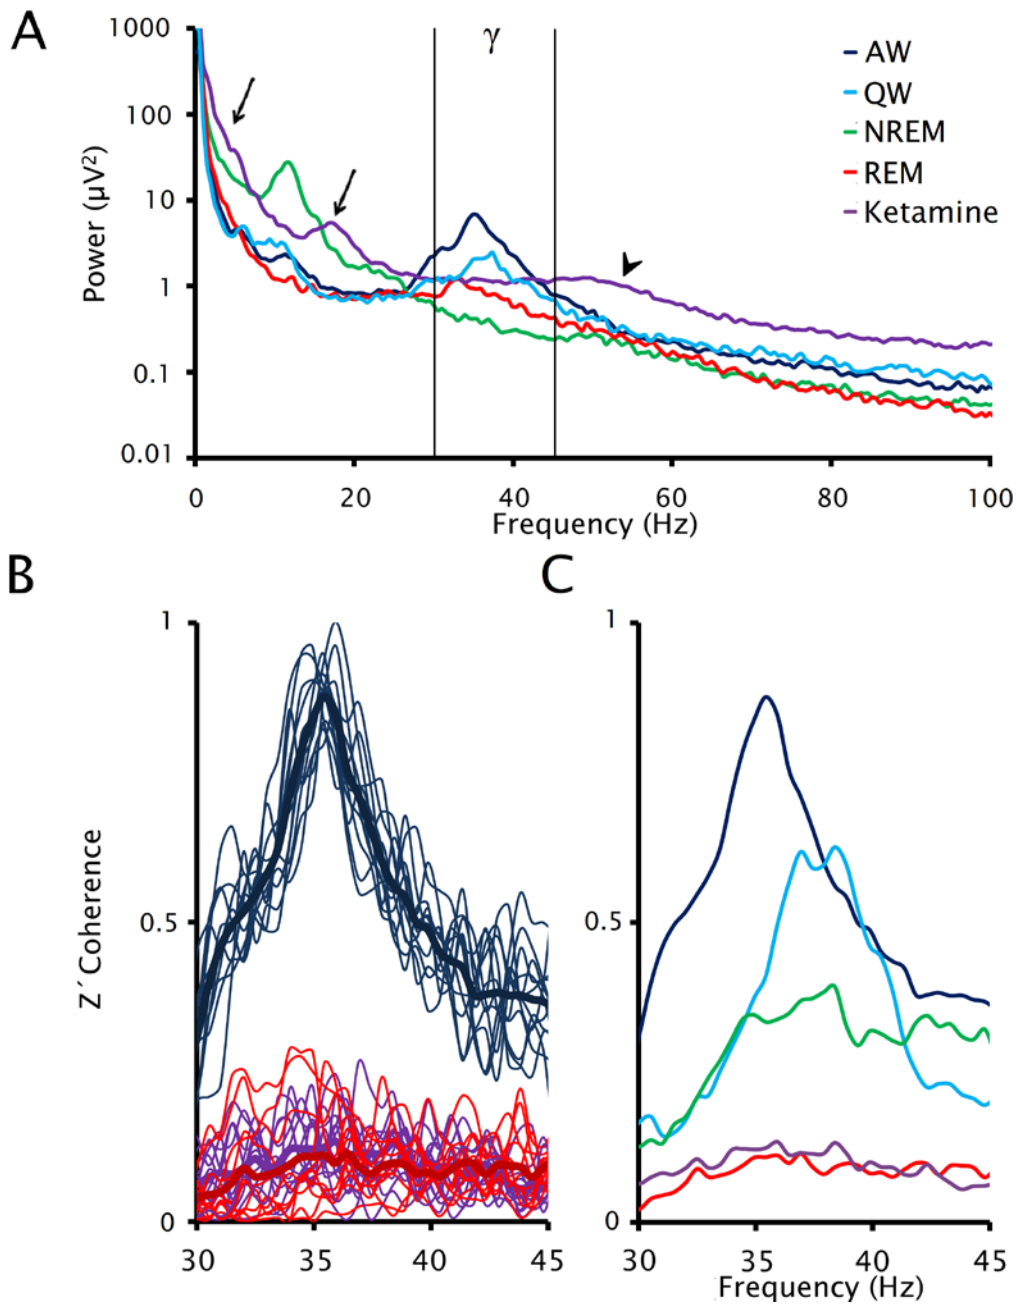 A
1000
100
10
1
0.1
0.01
Power (µV²)
γ
AW
QW
NREM
REM
Ketamine
0 20 40 60 80 100
Frequency (Hz)
B
C
Z´ Coherence
1
0.5
0
30 35 40 45
1
0.5
0
30 35 40 45
Frequency (Hz)